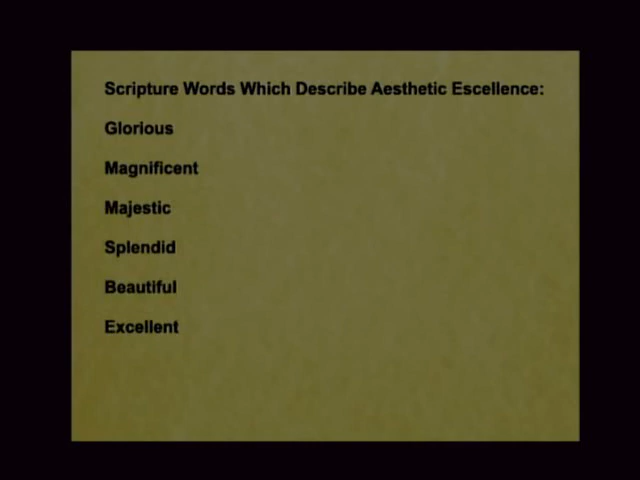 Scripture Words Which Describe Aesthetic Escellence:
Glorious
Magnificent
Majestic
Splendid
Beautiful
Excellent